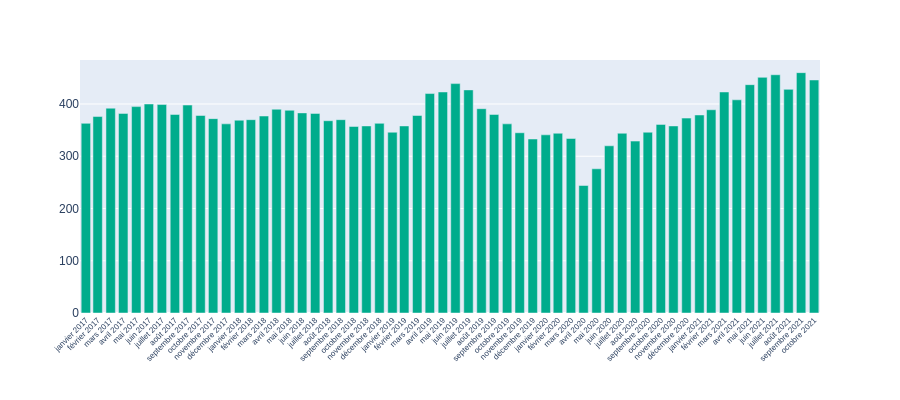 400
300
200
100
0
janvier 2017
février 2017
mars 2017
avril 2017
mai 2017
juin 2017
juillet 2017
août 2017
septembre 2017
octobre 2017
novembre 2017
décembre 2017
janvier 2018
février 2018
mars 2018
avril 2018
mai 2018
juin 2018
juillet 2018
août 2018
septembre 2018
octobre 2018
novembre 2018
décembre 2018
janvier 2019
février 2019
mars 2019
avril 2019
mai 2019
juin 2019
juillet 2019
août 2019
septembre 2019
octobre 2019
novembre 2019
décembre 2019
janvier 2020
février 2020
mars 2020
avril 2020
mai 2020
juin 2020
juillet 2020
août 2020
septembre 2020
octobre 2020
novembre 2020
décembre 2020
janvier 2021
février 2021
mars 2021
avril 2021
mai 2021
juin 2021
juillet 2021
août 2021
septembre 2021
octobre 2021